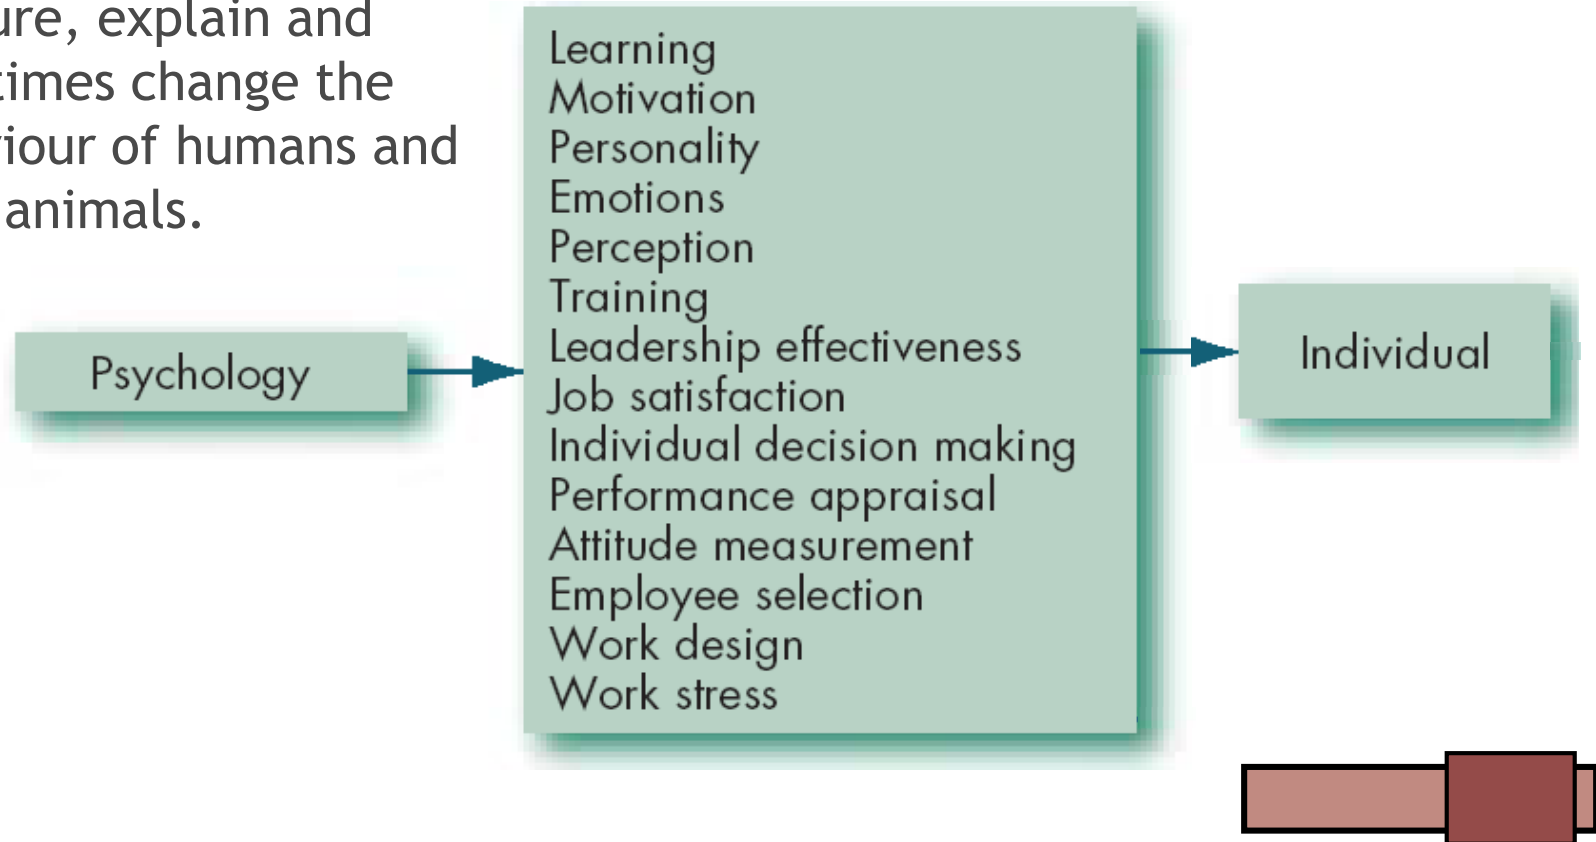 ure, explain and
times change the
viour of humans and
animals.
Psychology
Learning
Motivation
Personality
Emotions
Perception
Training
Leadership effectiveness
Job satisfaction
Individual decision making
Performance appraisal
Attitude measurement
Employee selection
Work design
Work stress
Individual